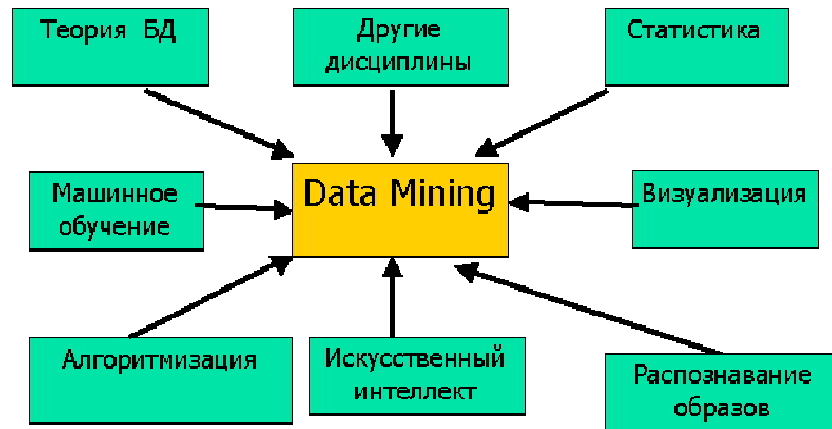 Теория БД
Другие
дисциплины
Статистика
Машинное
обучение
Data Mining
Визуализация
Алгоритмизация
Искусственный
интеллект
Распознавание
образов